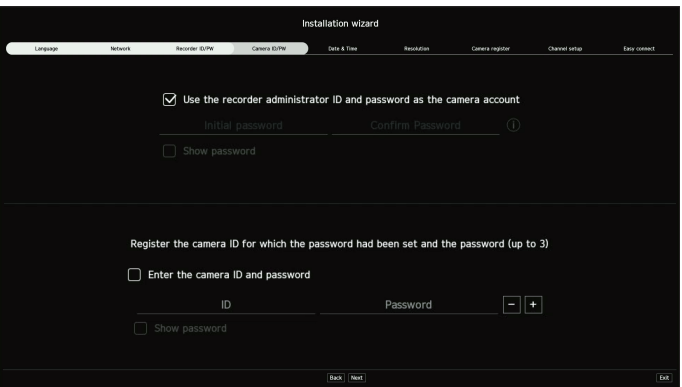 Installation wizard
Language Network Recorder ID/PW Camera ID/PW Date & Time Resolution Camera register Channel setup Easy connect
Use the recorder administrator ID and password as the camera account
Initial password Confirm Password i
Show password
Register the camera ID for which the password had been set and the password (up to 3)
Enter the camera ID and password
ID Password − +
Show password
Back Next Exit